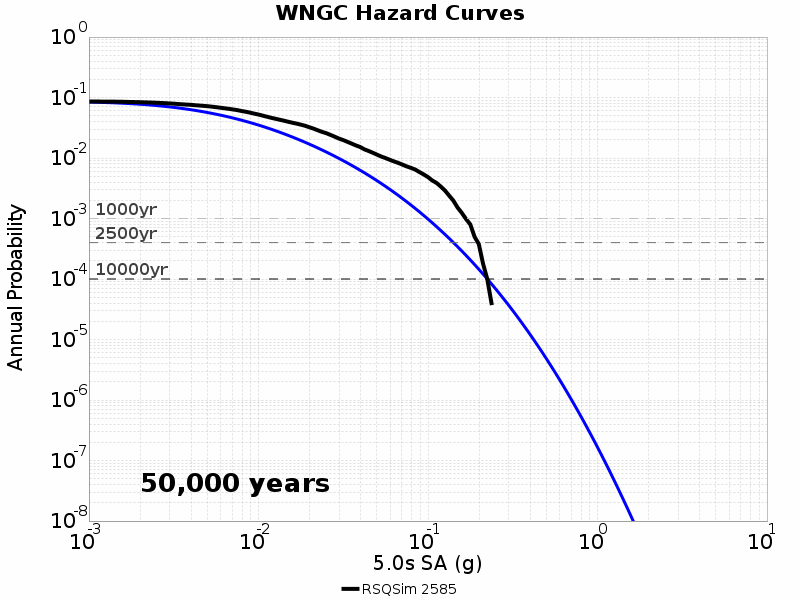 WNGC Hazard Curves
Annual Probability
10^0
10^-1
10^-2
10^-3
10^-4
10^-5
10^-6
10^-7
10^-8
1000yr
2500yr
10000yr
50,000 years
10^-3 10^-2 10^-1 10^0 10^1
5.0s SA (g)
RSQSim 2585